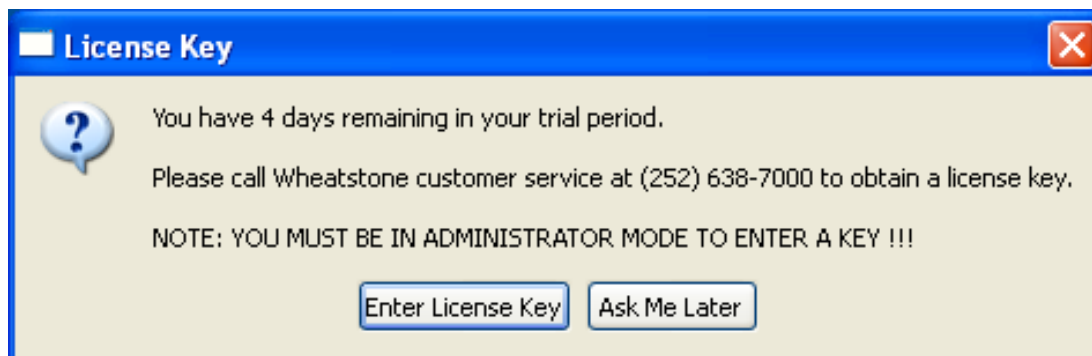 License Key
You have 4 days remaining in your trial period.
Please call Wheatstone customer service at (252) 638-7000 to obtain a license key.
NOTE: YOU MUST BE IN ADMINISTRATOR MODE TO ENTER A KEY !!!
Enter License Key Ask Me Later